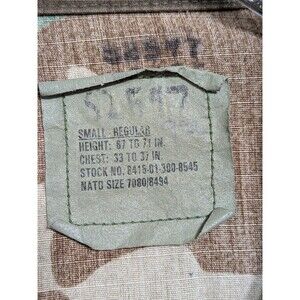 SMALL REGULAR
HEIGHT: 67 TO 71 IN.
CHEST: 33 TO 37 IN.
STOCK NO. 8415-01-300-8545
NATO SIZE 7080/8494